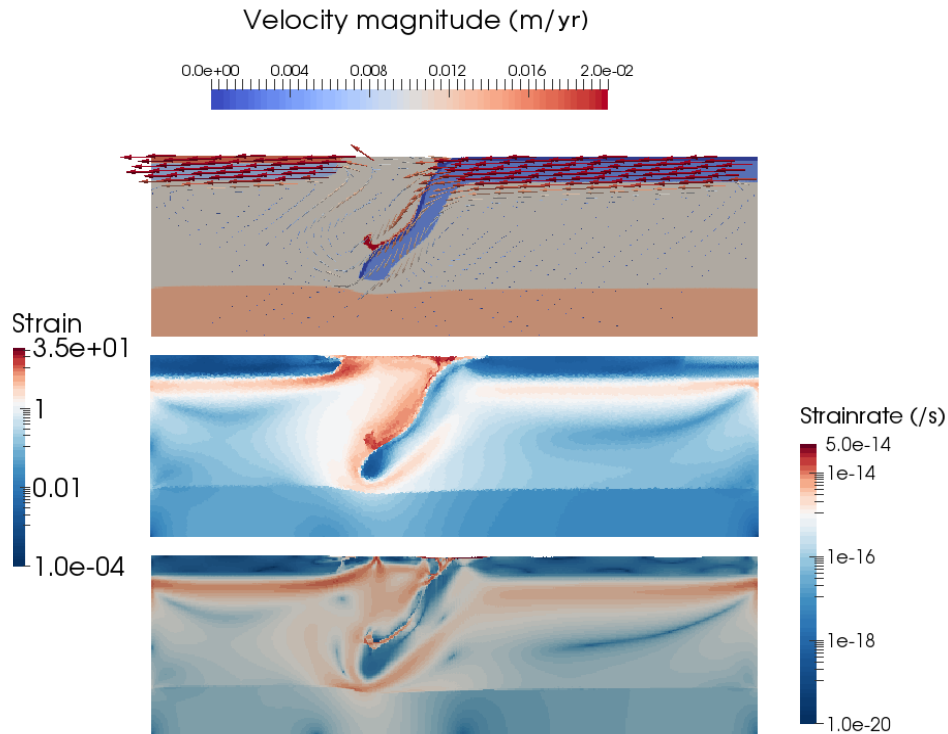 Velocity magnitude (m/yr)
0.0e+00 0.004 0.008 0.012 0.016 2.0e-02
Strain
3.5e+01
1
0.01
1.0e-04
Strainrate (/s)
5.0e-14
1e-14
1e-16
1e-18
1.0e-20